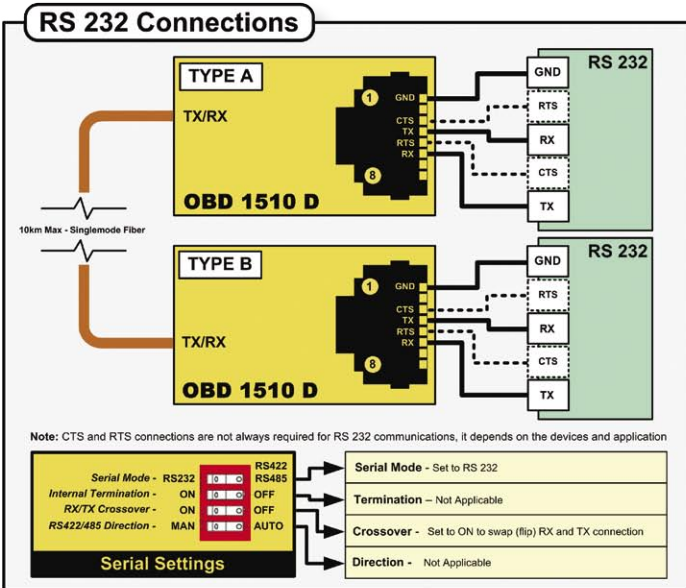 RS 232 Connections
TYPE A
TX/RX
OBD 1510 D
1
GND
CTS
TX
RTS
RX
8
RS 232
GND
RTS
RX
CTS
TX
10km Max - Singlemode Fiber
TYPE B
TX/RX
OBD 1510 D
1
GND
CTS
TX
RTS
RX
8
RS 232
GND
RTS
RX
CTS
TX
Note: CTS and RTS connections are not always required for RS 232 communications, it depends on the devices and application
RS422
Serial Mode - RS232 RS485
Internal Termination - ON OFF
RX/TX Crossover - ON OFF
RS422/485 Direction - MAN AUTO
Serial Settings
Serial Mode - Set to RS 232
Termination – Not Applicable
Crossover - Set to ON to swap (flip) RX and TX connection
Direction - Not Applicable